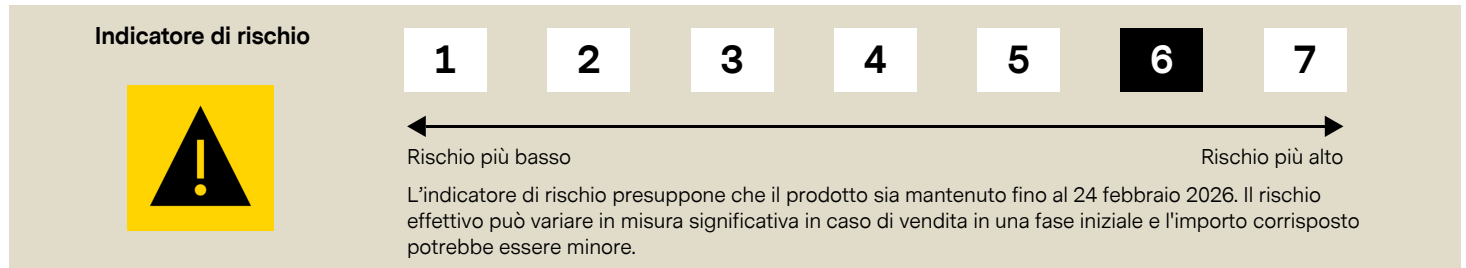 Indicatore di rischio
1 2 3 4 5 6 7
Rischio più basso Rischio più alto
L’indicatore di rischio presuppone che il prodotto sia mantenuto fino al 24 febbraio 2026. Il rischio
effettivo può variare in misura significativa in caso di vendita in una fase iniziale e l'importo corrisposto
potrebbe essere minore.